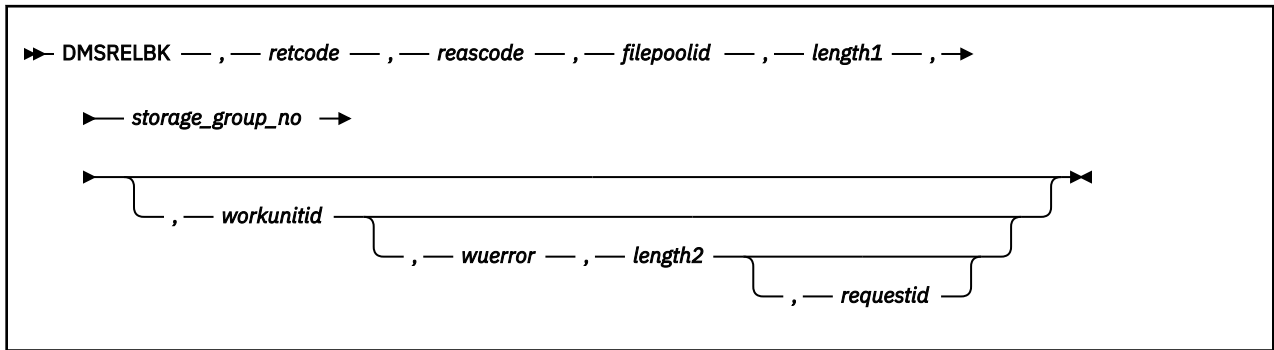 DMSRELBK , retcode , reascode , filepoolid , length1 ,
storage_group_no
, workunitid
, wuerror , length2
, requestid